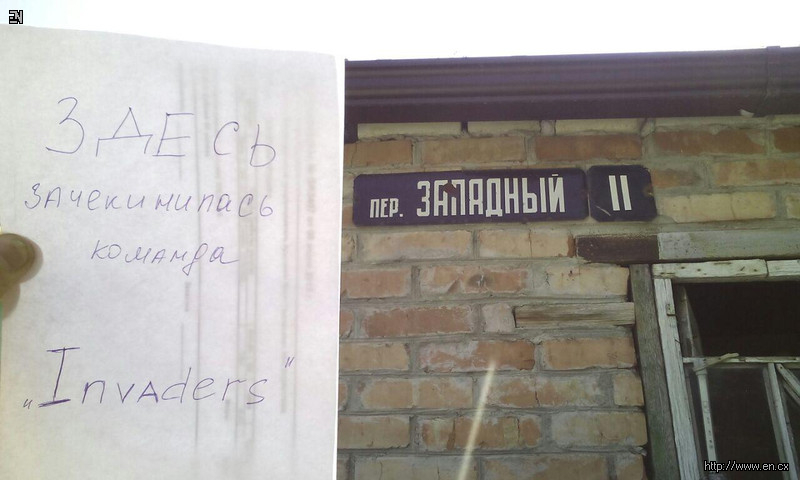 EN
ЗДЕСЬ
ЗАЧЕКИНИЛАСЬ
КОМАНДА
„Invaders"
ПЕР. ЗАПАДНЫЙ 11
http://www.en.cx